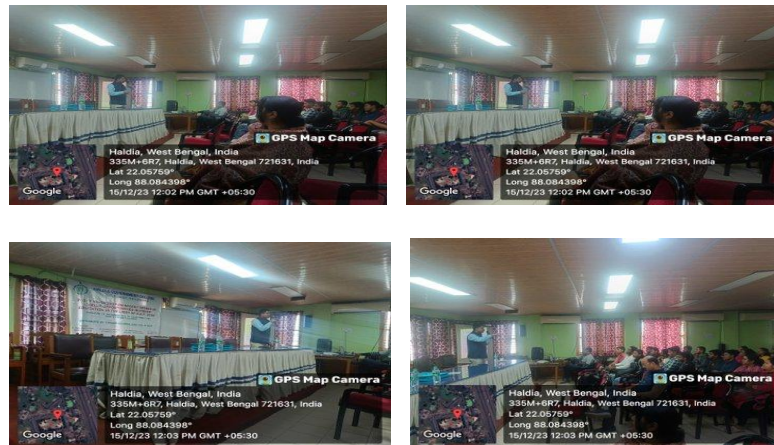 GPS Map Camera
Haldia, West Bengal, India
335M+6R7, Haldia, West Bengal 721631, India
Lat 22.05759°
Long 88.084398°
15/12/23 12:02 PM GMT +05:30
Google
GPS Map Camera
Haldia, West Bengal, India
335M+6R7, Haldia, West Bengal 721631, India
Lat 22.05759°
Long 88.084398°
15/12/23 12:02 PM GMT +05:30
Google
GPS Map Camera
Haldia, West Bengal, India
335M+6R7, Haldia, West Bengal 721631, India
Lat 22.05759°
Long 88.084398°
15/12/23 12:03 PM GMT +05:30
Google
GPS Map Camera
Haldia, West Bengal, India
335M+6R7, Haldia, West Bengal 721631, India
Lat 22.05759°
Long 88.084398°
15/12/23 12:03 PM GMT +05:30
Google